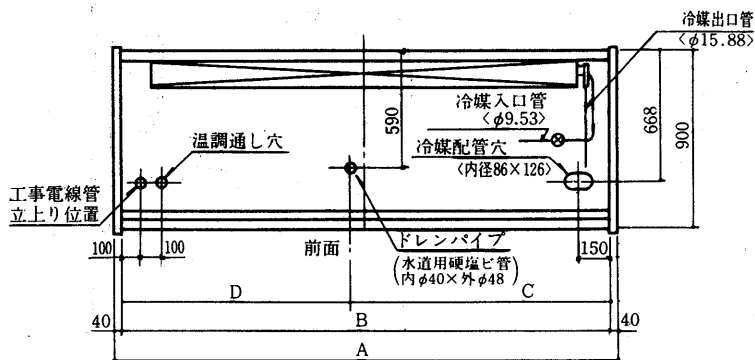 冷媒出口管
<φ15.88>
冷媒入口管
<φ9.53>
590
668
900
温調通し穴
冷媒配管穴
<内径86×126>
工事電線管
立上り位置
100
100
前面
ドレンパイプ
(水道用硬塩ビ管
内φ40×外φ48)
150
D
C
40
B
40
A